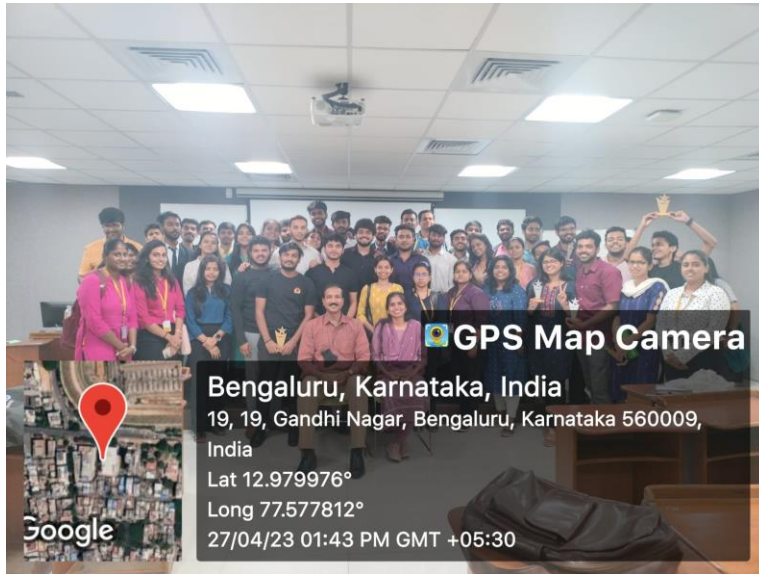 GPS Map Camera
Bengaluru, Karnataka, India
19, 19, Gandhi Nagar, Bengaluru, Karnataka 560009,
India
Lat 12.979976°
Long 77.577812°
27/04/23 01:43 PM GMT +05:30
Google